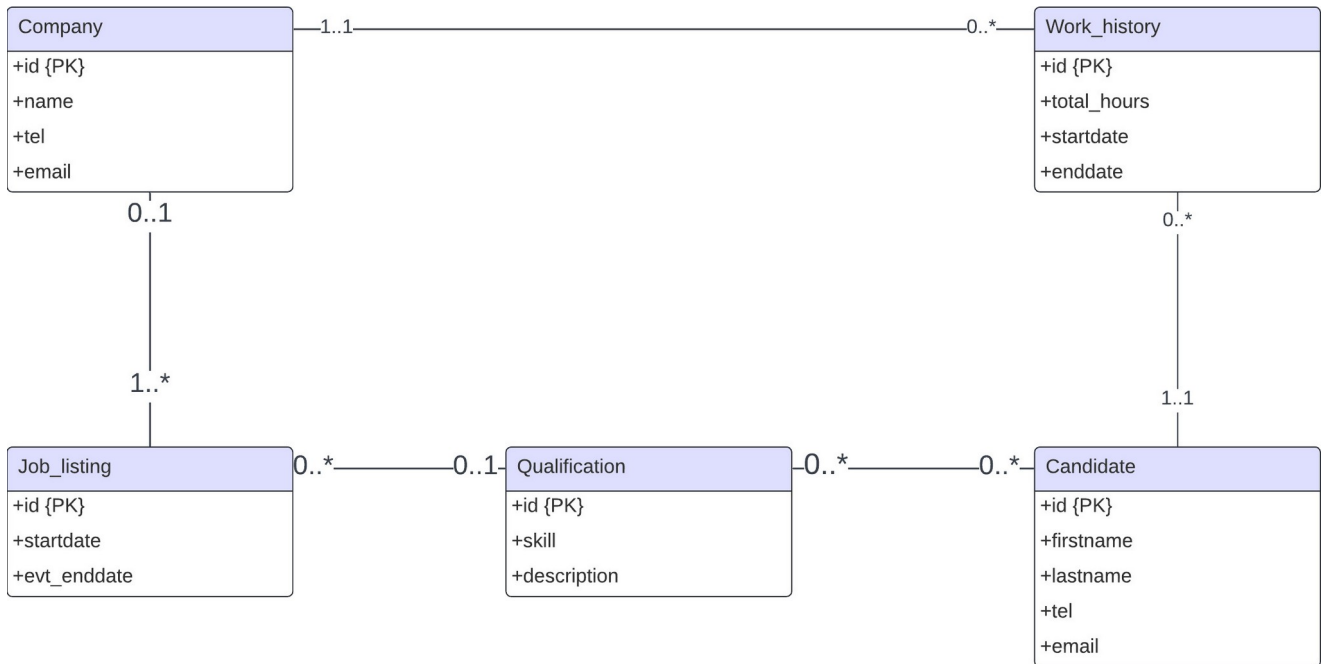 Company
+id {PK}
+name
+tel
+email
1..1
0..*
Work_history
+id {PK}
+total_hours
+startdate
+enddate
0..1
1..*
0..*
1..1
Job_listing
+id {PK}
+startdate
+evt_enddate
0..*
0..1
Qualification
+id {PK}
+skill
+description
0..*
0..*
Candidate
+id {PK}
+firstname
+lastname
+tel
+email